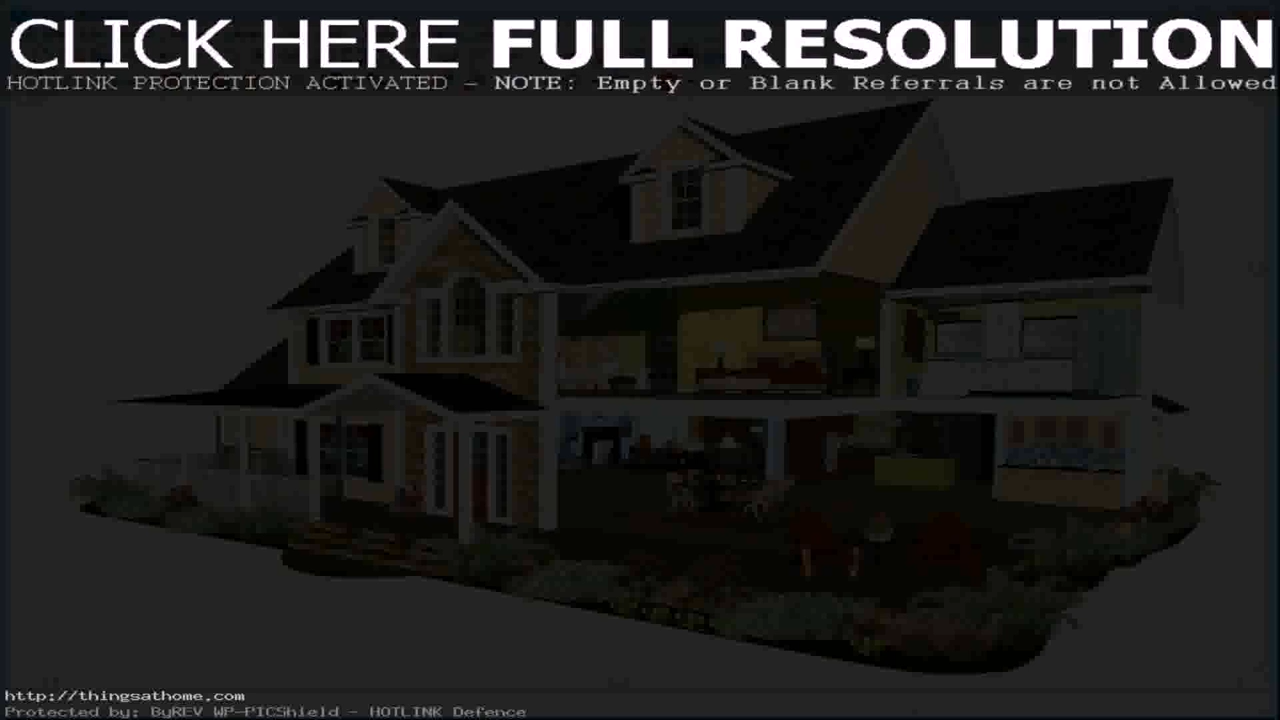 CLICK HERE FULL RESOLUTION
HOTLINK PROTECTION ACTIVATED - NOTE: Empty or Blank Referrals are not Allowed
http://thingsathome.com
Protected by: ByREV WP-PICShield - HOTLINK Defence